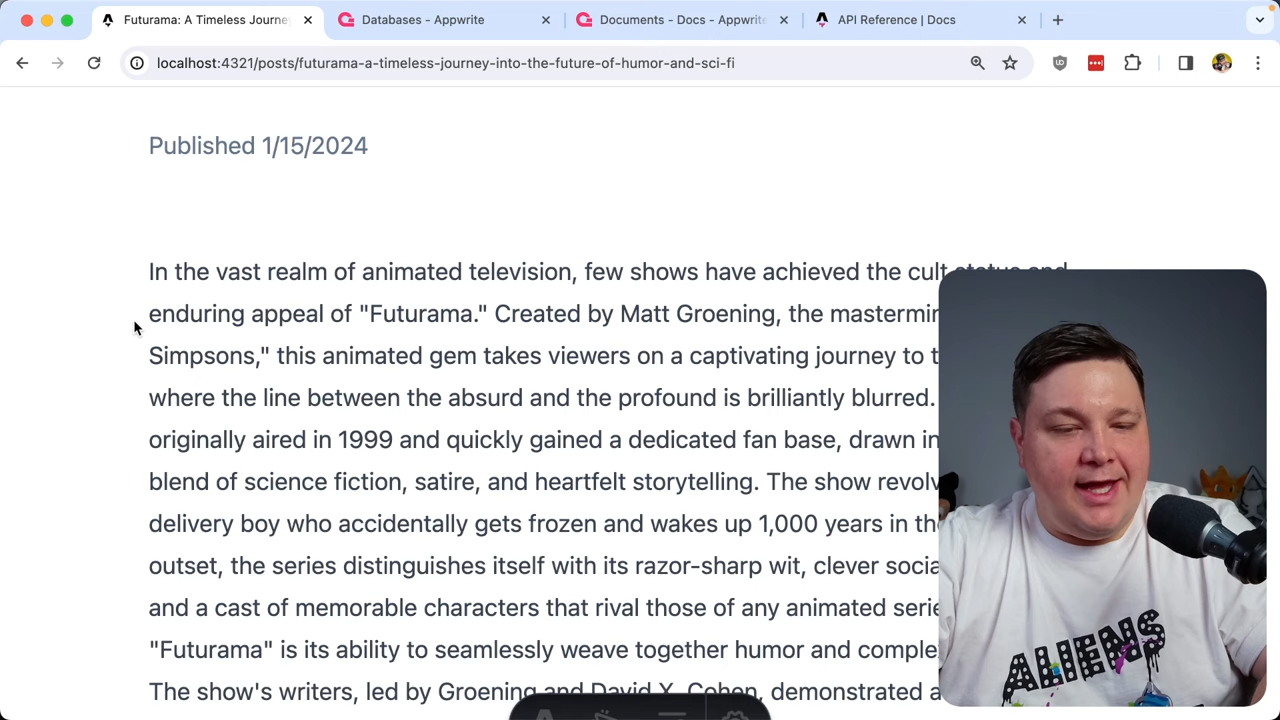 Futurama: A Timeless Journe
Databases - Appwrite
Documents - Docs - Appwrite
API Reference | Docs
localhost:4321/posts/futurama-a-timeless-journey-into-the-future-of-humor-and-sci-fi
Published 1/15/2024
In the vast realm of animated television, few shows have achieved the cult status and
enduring appeal of "Futurama." Created by Matt Groening, the mastermin
Simpsons," this animated gem takes viewers on a captivating journey to t
where the line between the absurd and the profound is brilliantly blurred.
originally aired in 1999 and quickly gained a dedicated fan base, drawn in
blend of science fiction, satire, and heartfelt storytelling. The show revolv
delivery boy who accidentally gets frozen and wakes up 1,000 years in the
outset, the series distinguishes itself with its razor-sharp wit, clever socia
and a cast of memorable characters that rival those of any animated serie
"Futurama" is its ability to seamlessly weave together humor and comple
The show's writers, led by Groening and David X. Cohen, demonstrated a
ALIENS